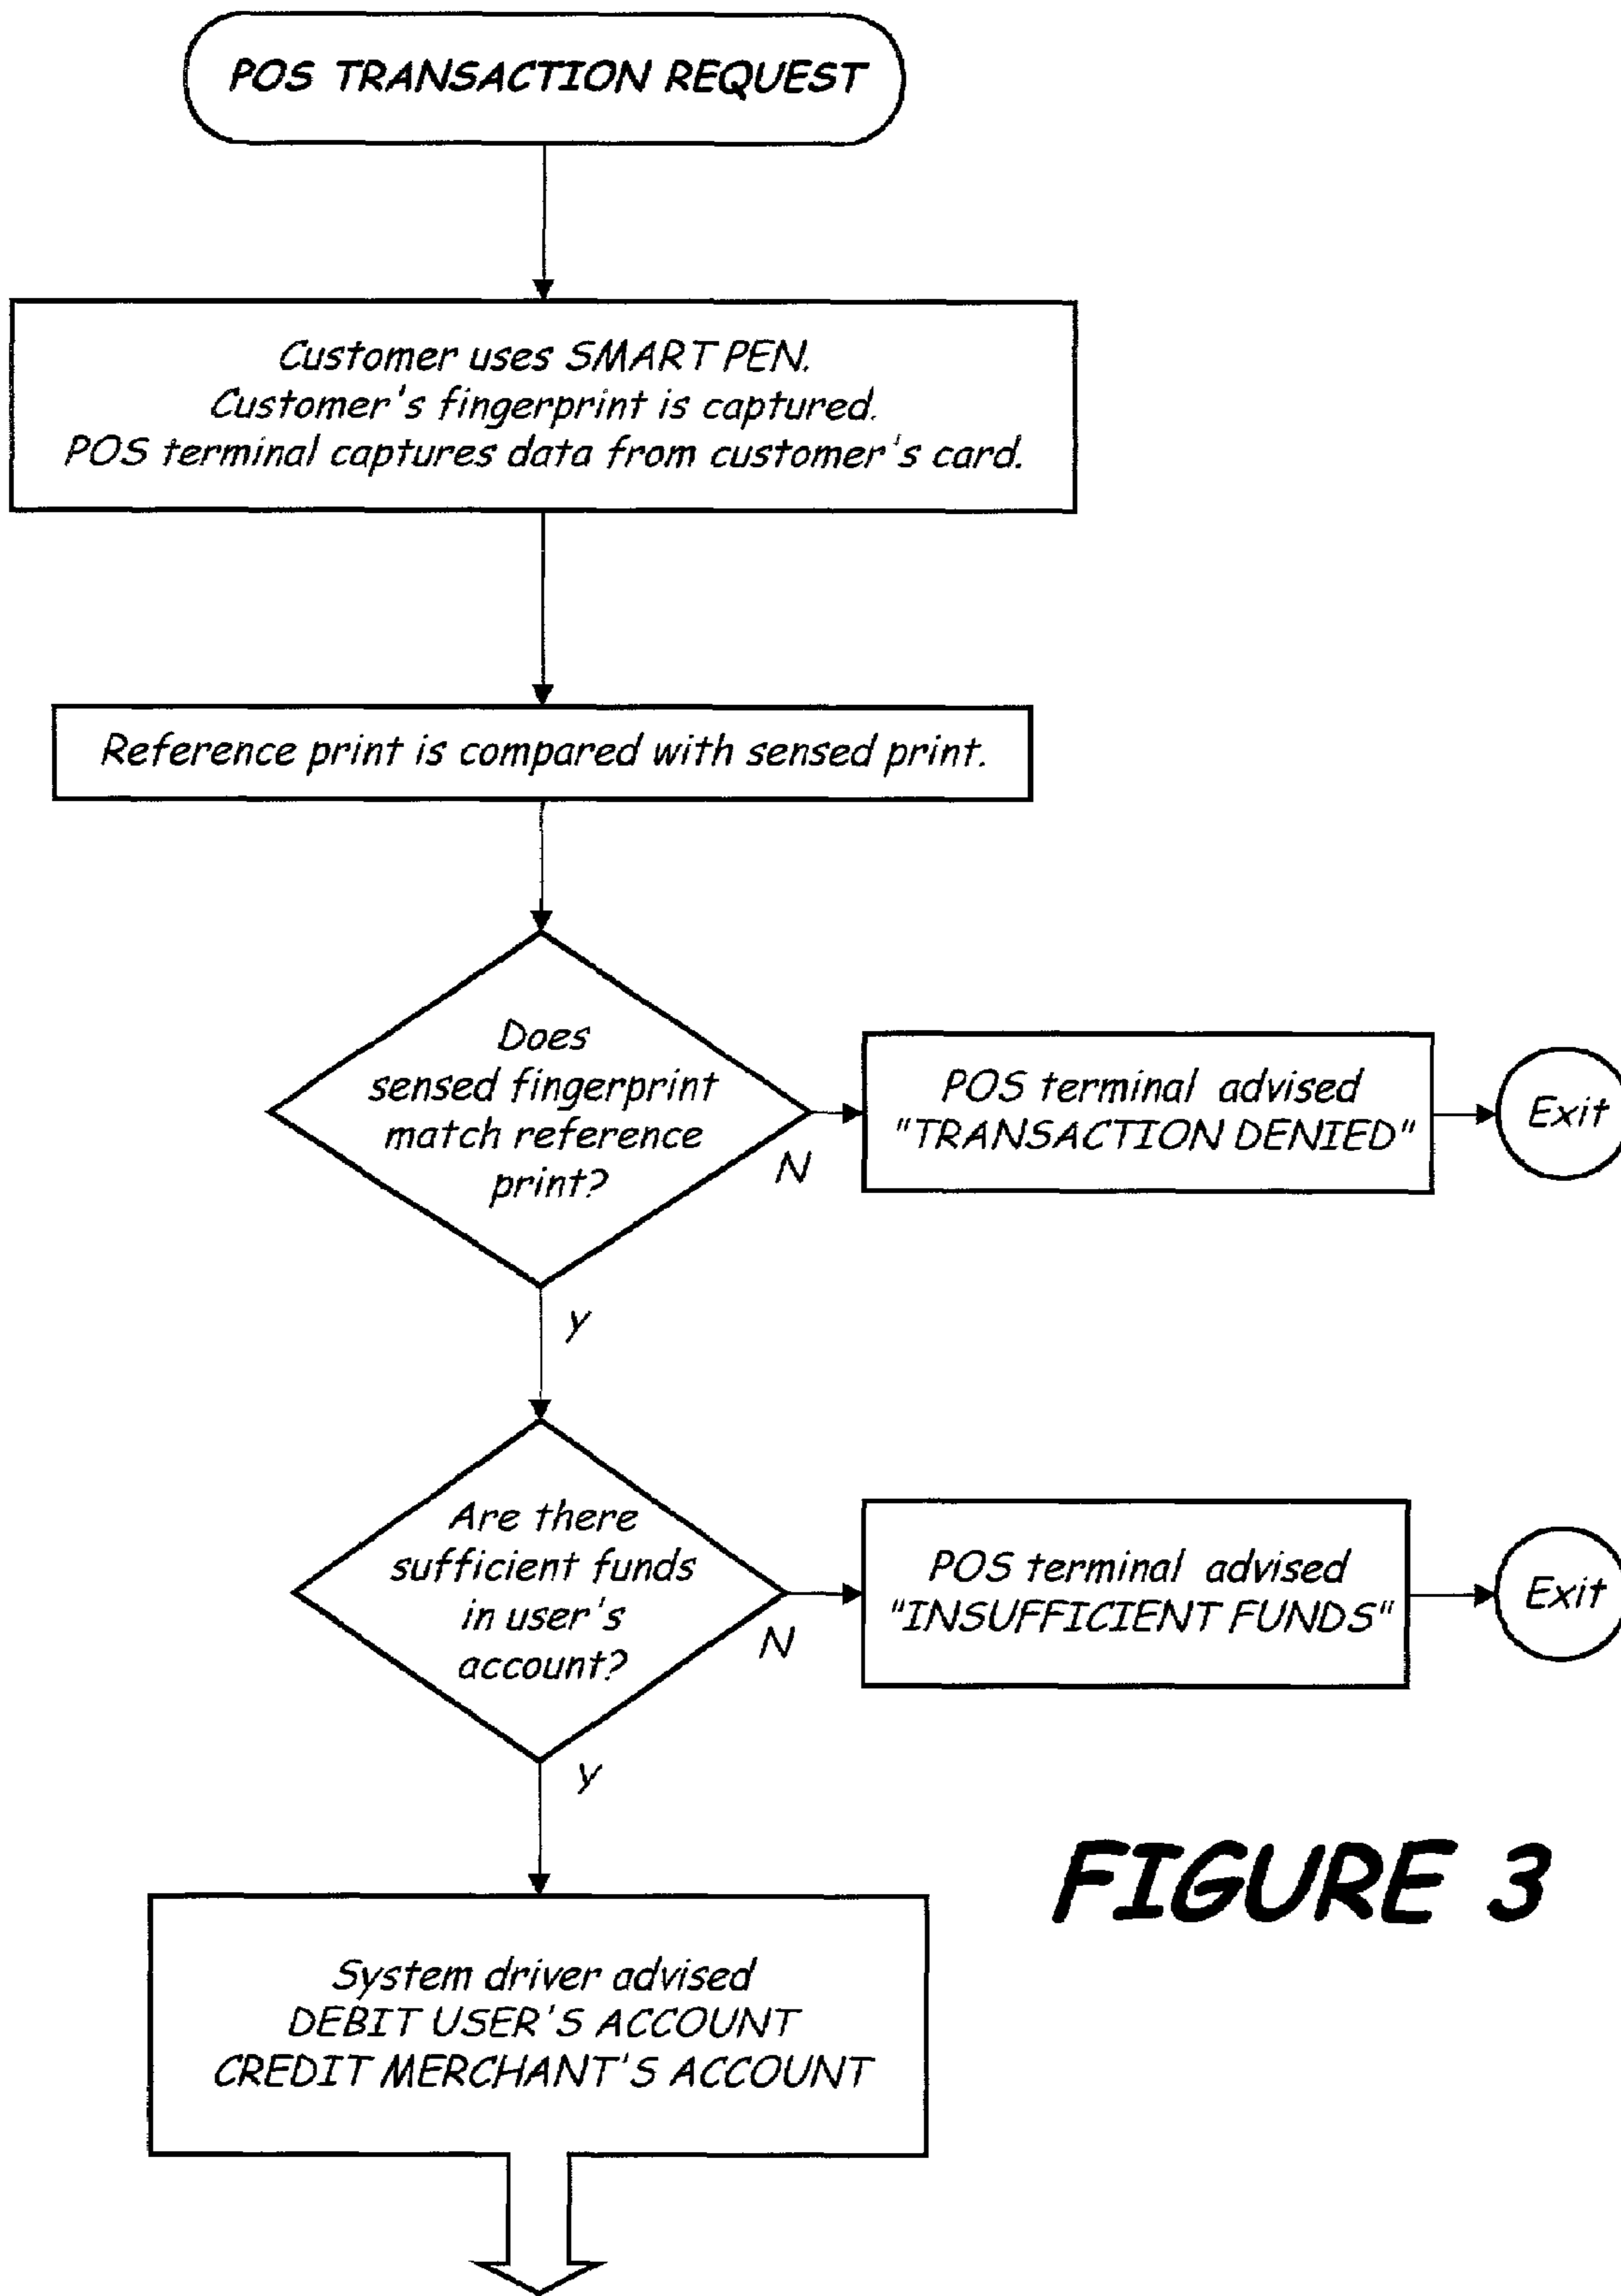 POS TRANSACTION REQUEST
Customer uses SMART PEN.
Customer's fingerprint is captured.
POS terminal captures data from customer's card.
Reference print is compared with sensed print.
Does
sensed fingerprint
match reference
print?
N
POS terminal advised
"TRANSACTION DENIED"
Exit
y
Are there
sufficient funds
in user's
account?
N
POS terminal advised
"INSUFFICIENT FUNDS"
Exit
y
System driver advised
DEBIT USER'S ACCOUNT
CREDIT MERCHANT'S ACCOUNT
FIGURE 3